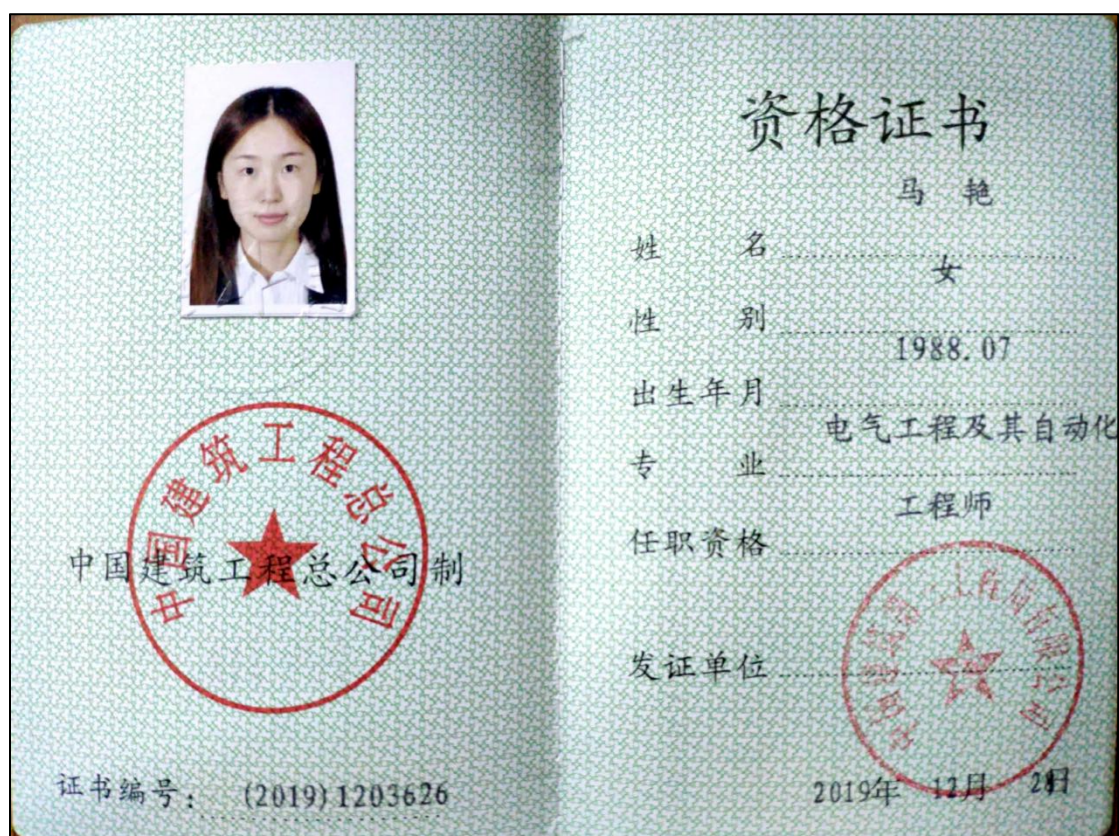 中国建筑工程总公司
中国建筑工程总公司制
证书编号: (2019)1203626
资格证书
姓 名 马 艳
性 别 女
出生年月 1988.07
专 业 电气工程及其自动化
任职资格 工程师
发证单位
2019年 12月